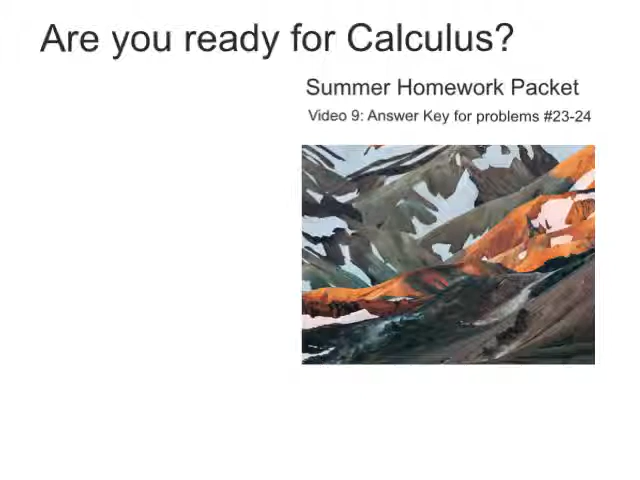 Are you ready for Calculus?
Summer Homework Packet
Video 9: Answer Key for problems #23-24